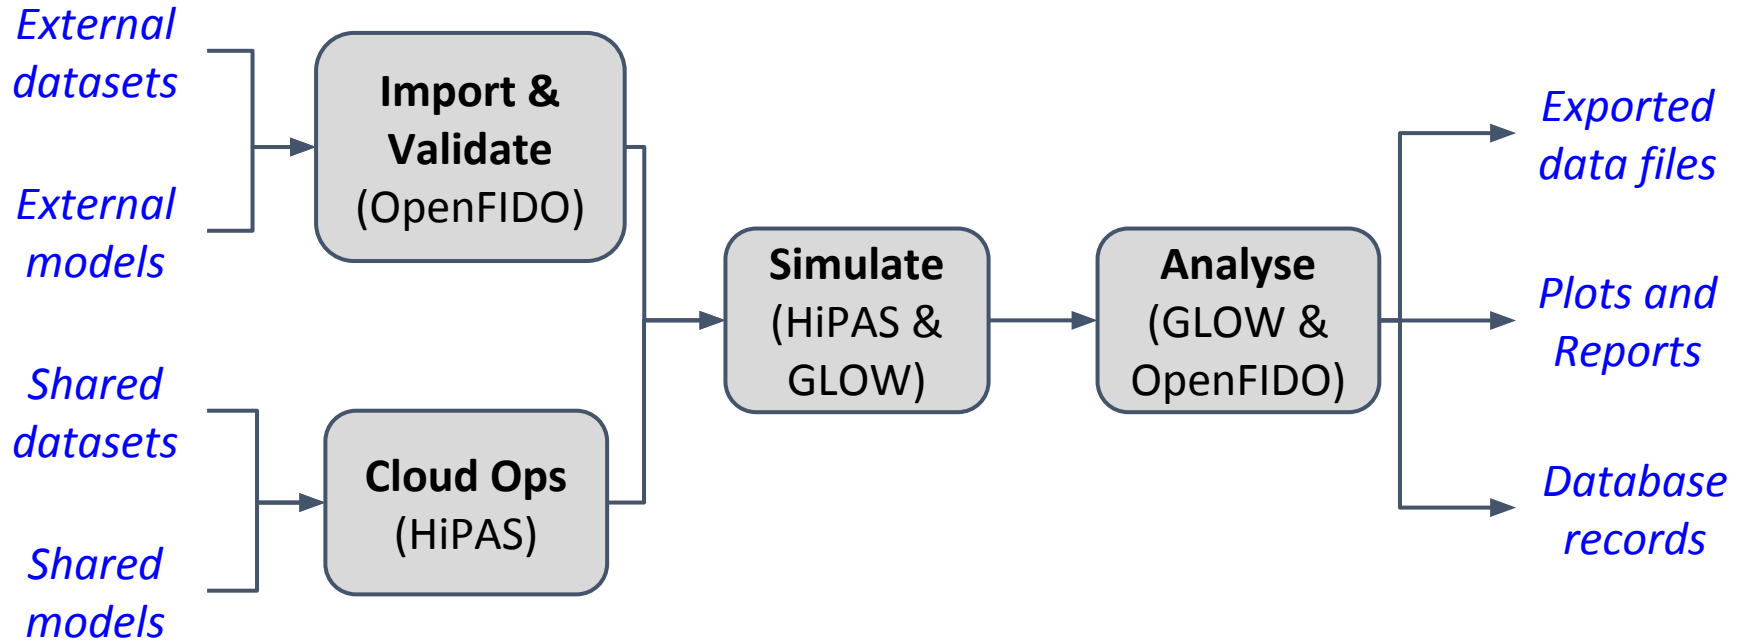 External
datasets
External
models
Shared
datasets
Shared
models
Import &
Validate
(OpenFIDO)
Cloud Ops
(HiPAS)
Simulate
(HiPAS &
GLOW)
Analyse
(GLOW &
OpenFIDO)
Exported
data files
Plots and
Reports
Database
records